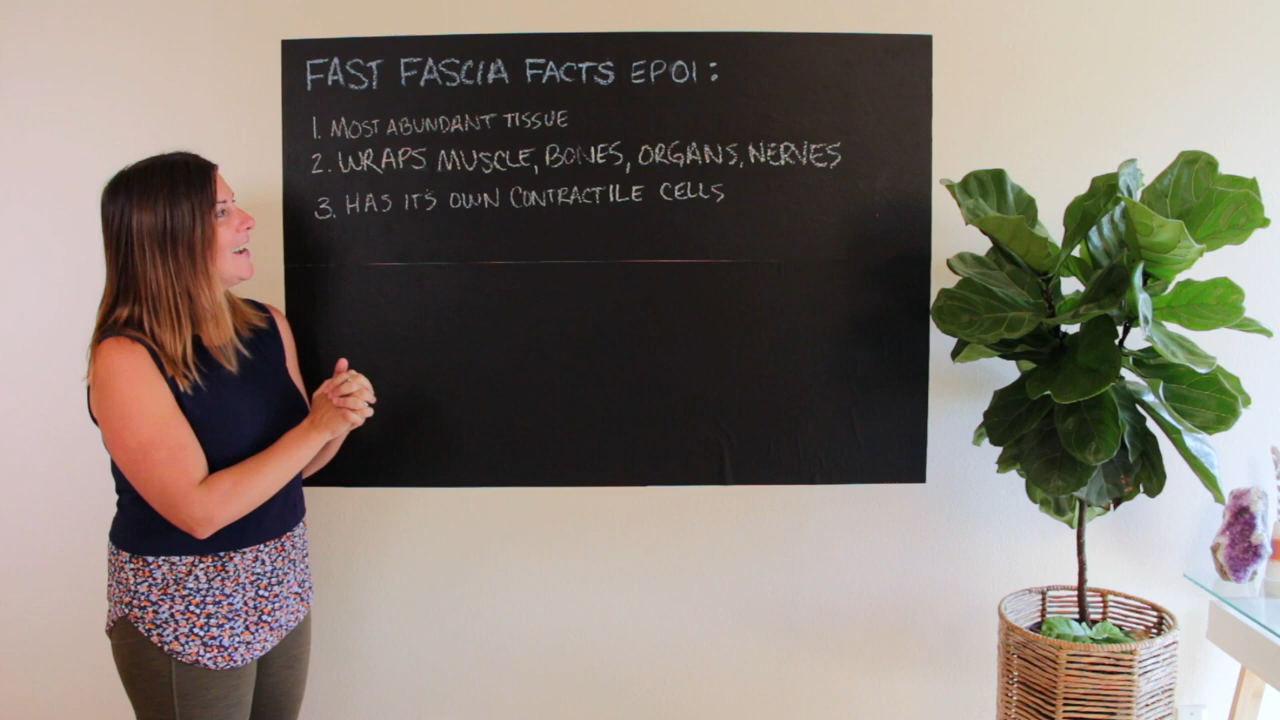 FAST FASCIA FACTS EP01:
1. MOST ABUNDANT TISSUE
2. WRAPS MUSCLE, BONES, ORGANS, NERVES
3. HAS IT'S OWN CONTRACTILE CELLS